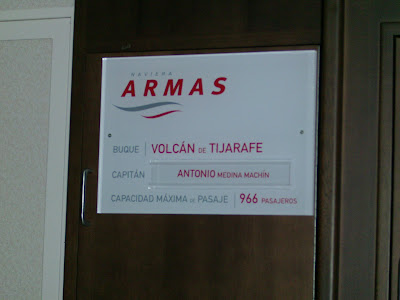 NAVIERA
ARMAS
BUQUE VOLCÁN DE TIJARAFE
CAPITÁN ANTONIO MEDINA MACHÍN
CAPACIDAD MÁXIMA DE PASAJE 966 PASAJEROS